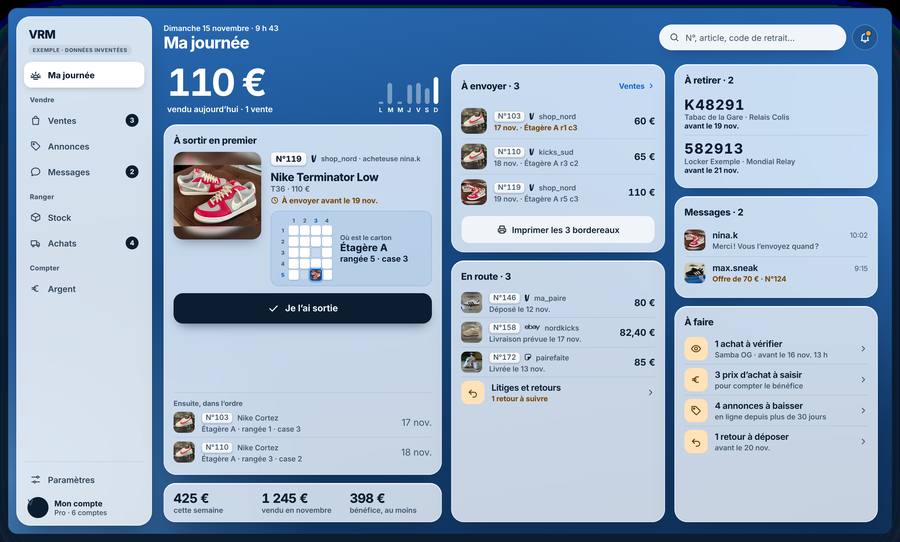 VRM
EXEMPLE · DONNÉES INVENTÉES
Ma journée
Vendre
Ventes 3
Annonces
Messages 2
Ranger
Stock
Achats 4
Compter
Argent
Paramètres
Mon compte
Pro · 6 comptes
Dimanche 15 novembre · 9 h 43
Ma journée
N°, article, code de retrait…
110 €
vendu aujourd’hui · 1 vente
L M M J V S D
À sortir en premier
N°119 shop_nord · acheteuse nina.k
Nike Terminator Low
T36 · 110 €
À envoyer avant le 19 nov.
1 2 3 4
1
2
3
4
5
Où est le carton
Étagère A
rangée 5 · case 3
Je l’ai sortie
Ensuite, dans l’ordre
N°103 Nike Cortez
Étagère A · rangée 1 · case 3
17 nov.
N°110 Nike Cortez
Étagère A · rangée 3 · case 2
18 nov.
425 €
cette semaine
1 245 €
vendu en novembre
398 €
bénéfice, au moins
À envoyer · 3
Ventes
N°103 shop_nord
17 nov. · Étagère A r1 c3
60 €
N°110 kicks_sud
18 nov. · Étagère A r3 c2
65 €
N°119 shop_nord
19 nov. · Étagère A r5 c3
110 €
Imprimer les 3 bordereaux
En route · 3
N°146 ma_paire
Déposé le 12 nov.
80 €
N°158 ebay nordkicks
Livraison prévue le 17 nov.
82,40 €
N°172 pairefaite
Livrée le 13 nov.
85 €
Litiges et retours
1 retour à suivre
À retirer · 2
K48291
Tabac de la Gare · Relais Colis
avant le 19 nov.
582913
Locker Exemple · Mondial Relay
avant le 21 nov.
Messages · 2
nina.k 10:02
Merci ! Vous l’envoyez quand ?
max.sneak 9:15
Offre de 70 € · N°124
À faire
1 achat à vérifier
Samba OG · avant le 16 nov. 13 h
3 prix d’achat à saisir
pour compter le bénéfice
4 annonces à baisser
en ligne depuis plus de 30 jours
1 retour à déposer
avant le 20 nov.